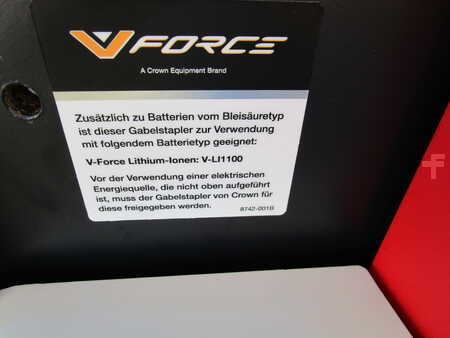 V FORCE
A Crown Equipment Brand
Zusätzlich zu Batterien vom Bleisäuretyp
ist dieser Gabelstapler zur Verwendung
mit folgendem Batterietyp geeignet:
V-Force Lithium-Ionen: V-LI1100
Vor der Verwendung einer elektrischen
Energiequelle, die nicht oben aufgeführt
ist, muss der Gabelstapler von Crown für
diese freigegeben werden.
8742-001B